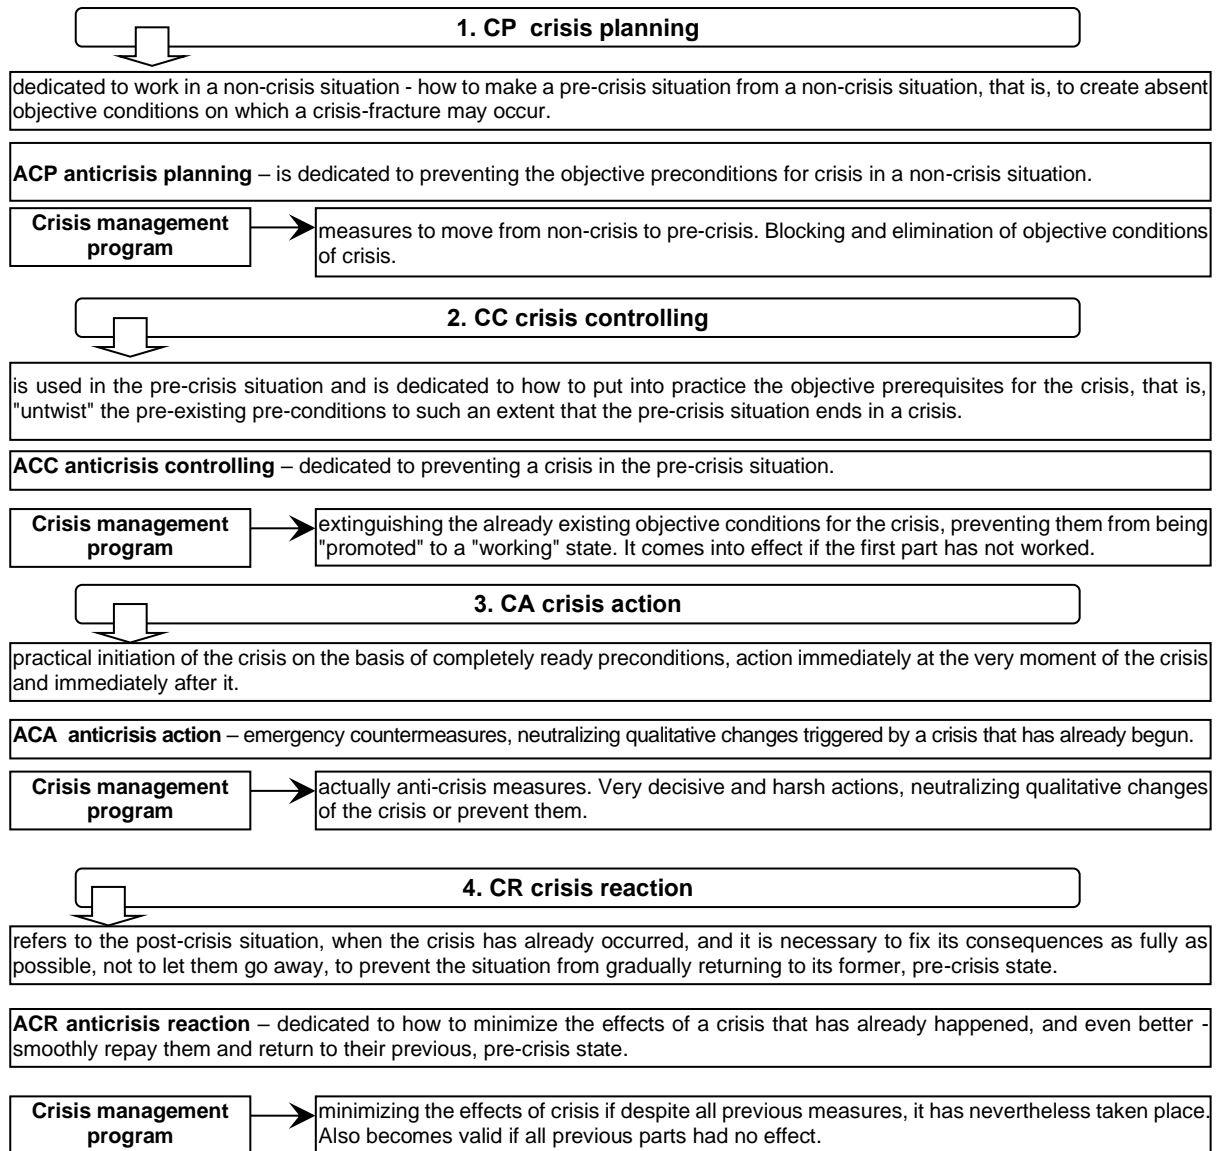 1. CP crisis planning
dedicated to work in a non-crisis situation - how to make a pre-crisis situation from a non-crisis situation, that is, to create absent
objective conditions on which a crisis-fracture may occur.
ACP anticrisis planning – is dedicated to preventing the objective preconditions for crisis in a non-crisis situation.
Crisis management
program
measures to move from non-crisis to pre-crisis. Blocking and elimination of objective conditions
of crisis.
2. CC crisis controlling
is used in the pre-crisis situation and is dedicated to how to put into practice the objective prerequisites for the crisis, that is,
"untwist" the pre-existing pre-conditions to such an extent that the pre-crisis situation ends in a crisis.
ACC anticrisis controlling – dedicated to preventing a crisis in the pre-crisis situation.
Crisis management
program
extinguishing the already existing objective conditions for the crisis, preventing them from being
"promoted" to a "working" state. It comes into effect if the first part has not worked.
3. CA crisis action
practical initiation of the crisis on the basis of completely ready preconditions, action immediately at the very moment of the crisis
and immediately after it.
ACA anticrisis action – emergency countermeasures, neutralizing qualitative changes triggered by a crisis that has already begun.
Crisis management
program
actually anti-crisis measures. Very decisive and harsh actions, neutralizing qualitative changes
of the crisis or prevent them.
4. CR crisis reaction
refers to the post-crisis situation, when the crisis has already occurred, and it is necessary to fix its consequences as fully as
possible, not to let them go away, to prevent the situation from gradually returning to its former, pre-crisis state.
ACR anticrisis reaction – dedicated to how to minimize the effects of a crisis that has already happened, and even better -
smoothly repay them and return to their previous, pre-crisis state.
Crisis management
program
minimizing the effects of crisis if despite all previous measures, it has nevertheless taken place.
Also becomes valid if all previous parts had no effect.